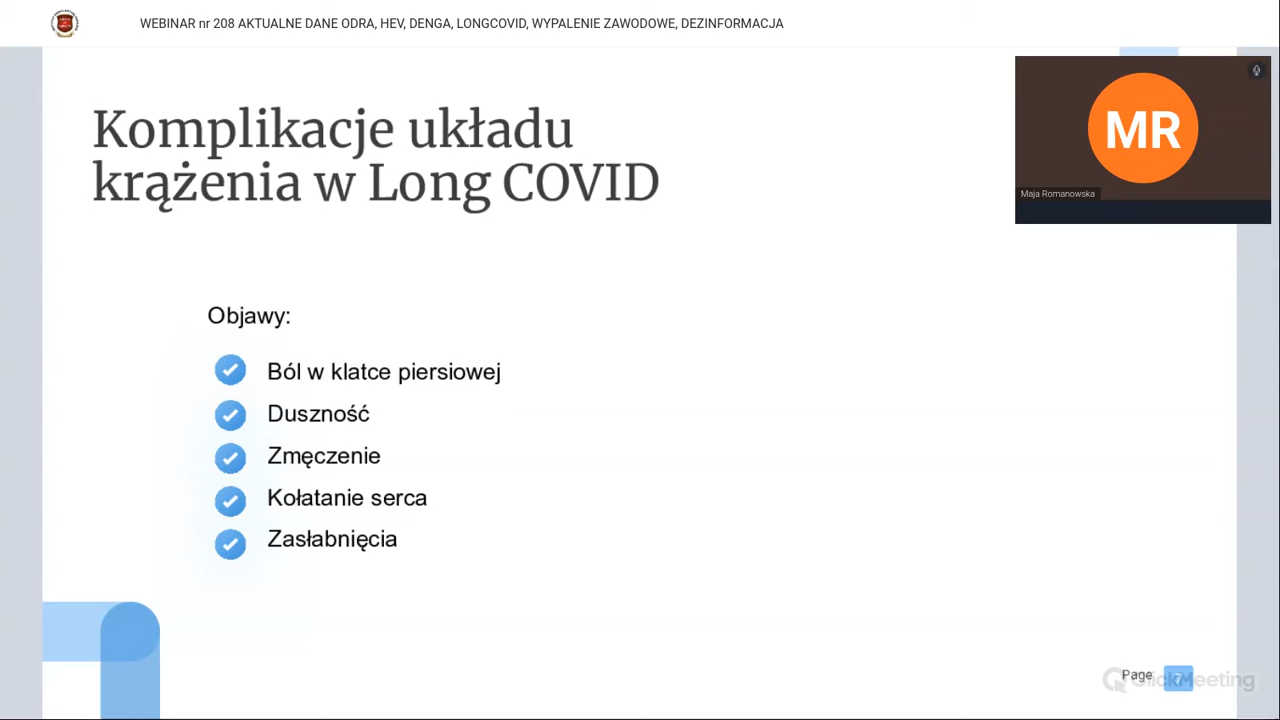 WEBINAR nr 208 AKTUALNE DANE ODRA, HEV, DENGA, LONGCOVID, WYPALENIE ZAWODOWE, DEZINFORMACJA
Komplikacje układu
krążenia w Long COVID
MR
Maja Romanowska
Objawy:
Ból w klatce piersiowej
Duszność
Zmęczenie
Kołatanie serca
Zasłabnięcia
Page 7
ClickMeeting